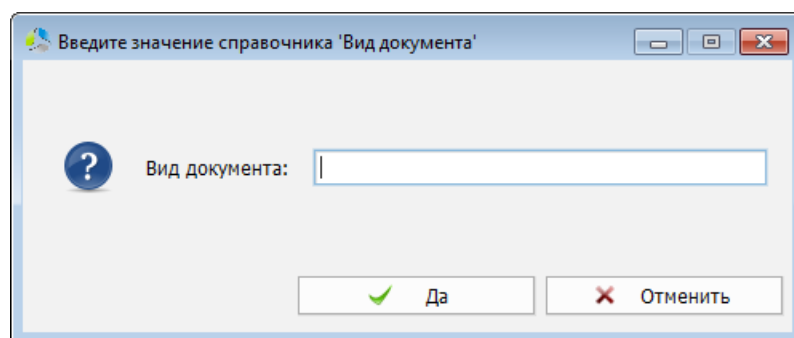 Введите значение справочника 'Вид документа'
Вид документа:
Да
Отменить